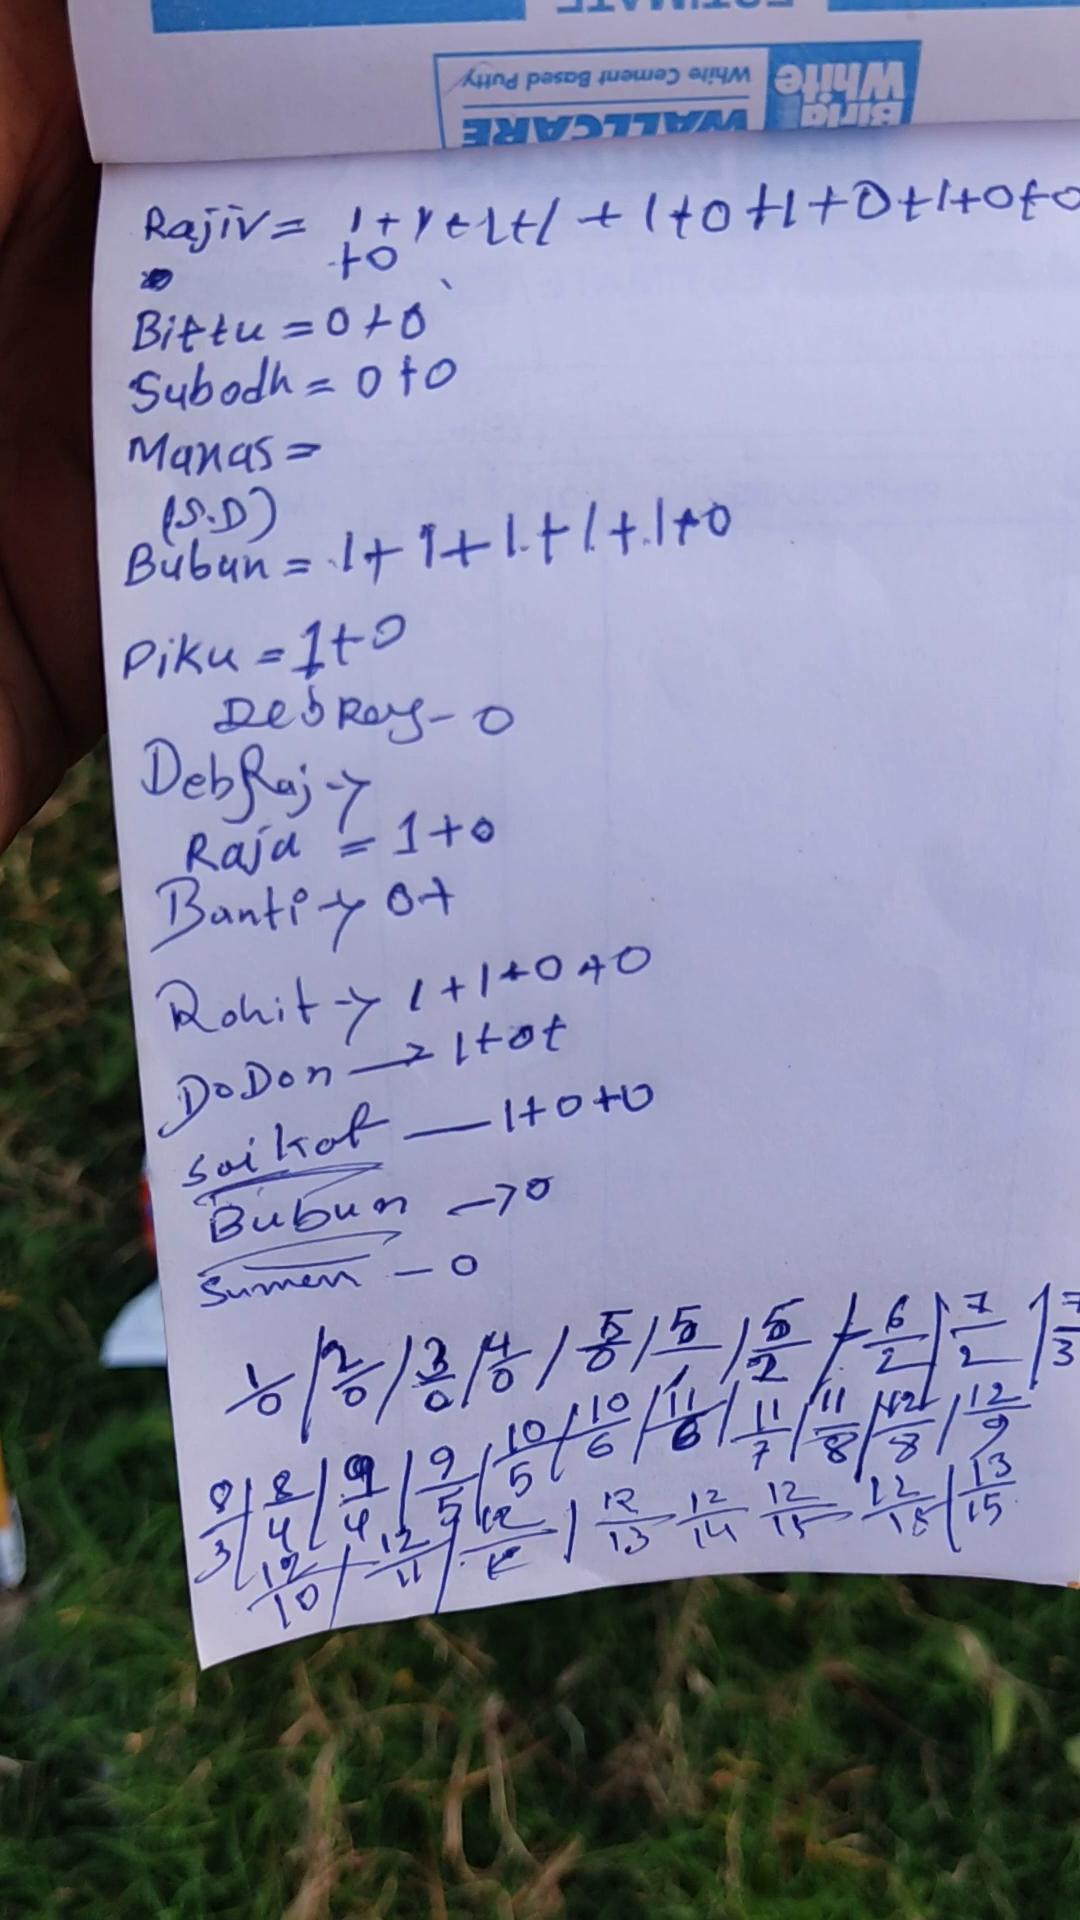 ESTIMATE
Birla White WALLCARE
White Cement Based Putty
Rajiv = 1+1+1+1+1+0+1+0+1+0+0
+0
Bittu = 0+0
Subodh = 0+0
Manas =
(S.D)
Bubun = 1+1+1+1+1+0
Piku = 1+0
DebRay - 0
DebRaj →
Raja = 1+0
Banti → 0+
Rohit → 1+1+0+0
DoDon → 1+0+
Saikat — 1+0+0
Bubun → 0
Sumen - 0
1/0 | 2/0 | 3/0 | 4/0 | 5/0 | 5/1 | 5/2 | 6/2 | 7/2 | 7/3
8/3 | 8/4 | 9/4 | 9/5 | 10/5 | 10/6 | 11/6 | 11/7 | 11/8 | 12/8 | 12/9
12/10 | 12/11 | 12/12 | 12/13 12/14 12/15 12/15 | 13/15